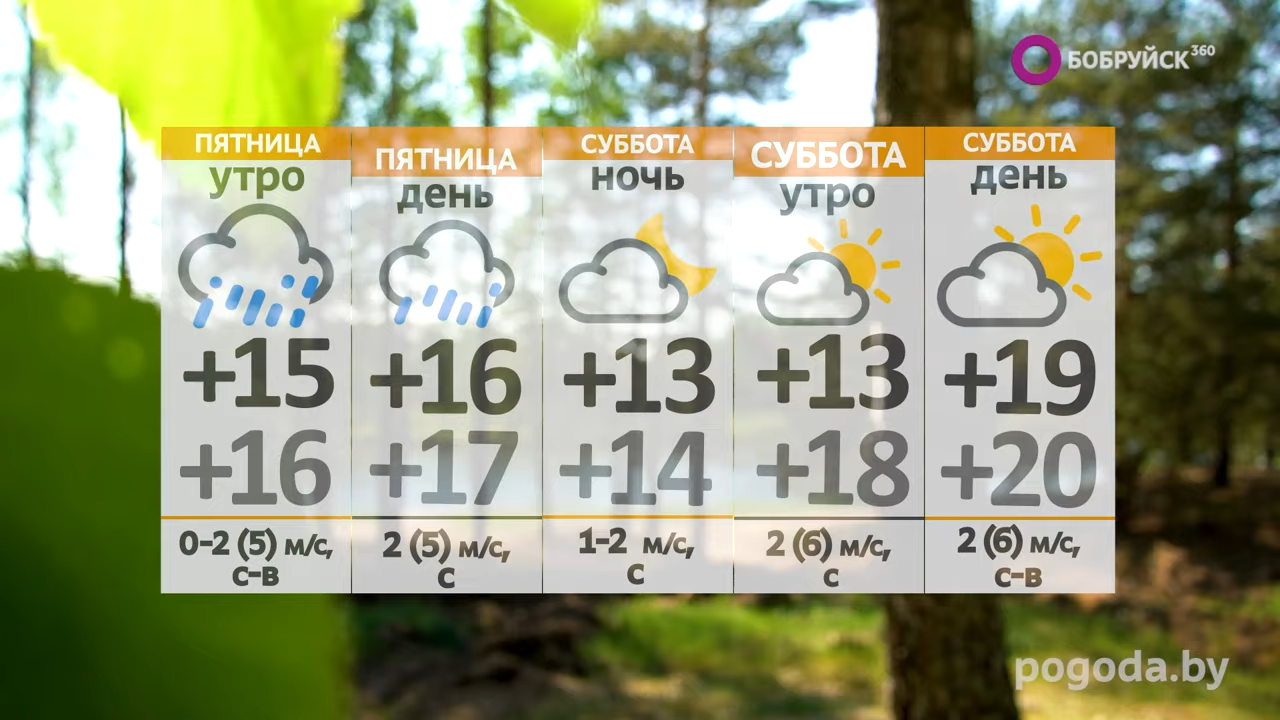 БОБРУЙСК360
ПЯТНИЦА
утро
+15
+16
0-2 (5) м/с,
с-в
ПЯТНИЦА
день
+16
+17
2 (5) м/с,
с
СУББОТА
ночь
+13
+14
1-2 м/с,
с
СУББОТА
утро
+13
+18
2 (6) м/с,
с
СУББОТА
день
+19
+20
2 (6) м/с,
с-в
pogoda.by